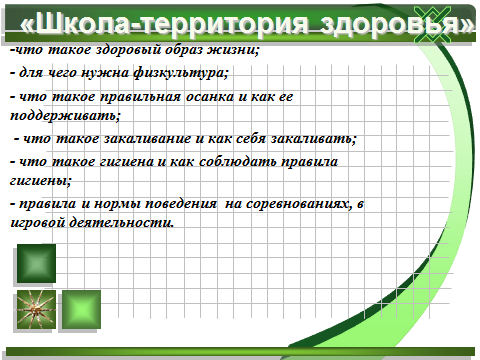 «Школа-территория здоровья»
-что такое здоровый образ жизни;
- для чего нужна физкультура;
- что такое правильная осанка и как ее
поддерживать;
- что такое закаливание и как себя закаливать;
- что такое гигиена и как соблюдать правила
гигиены;
- правила и нормы поведения на соревнованиях, в
игровой деятельности.